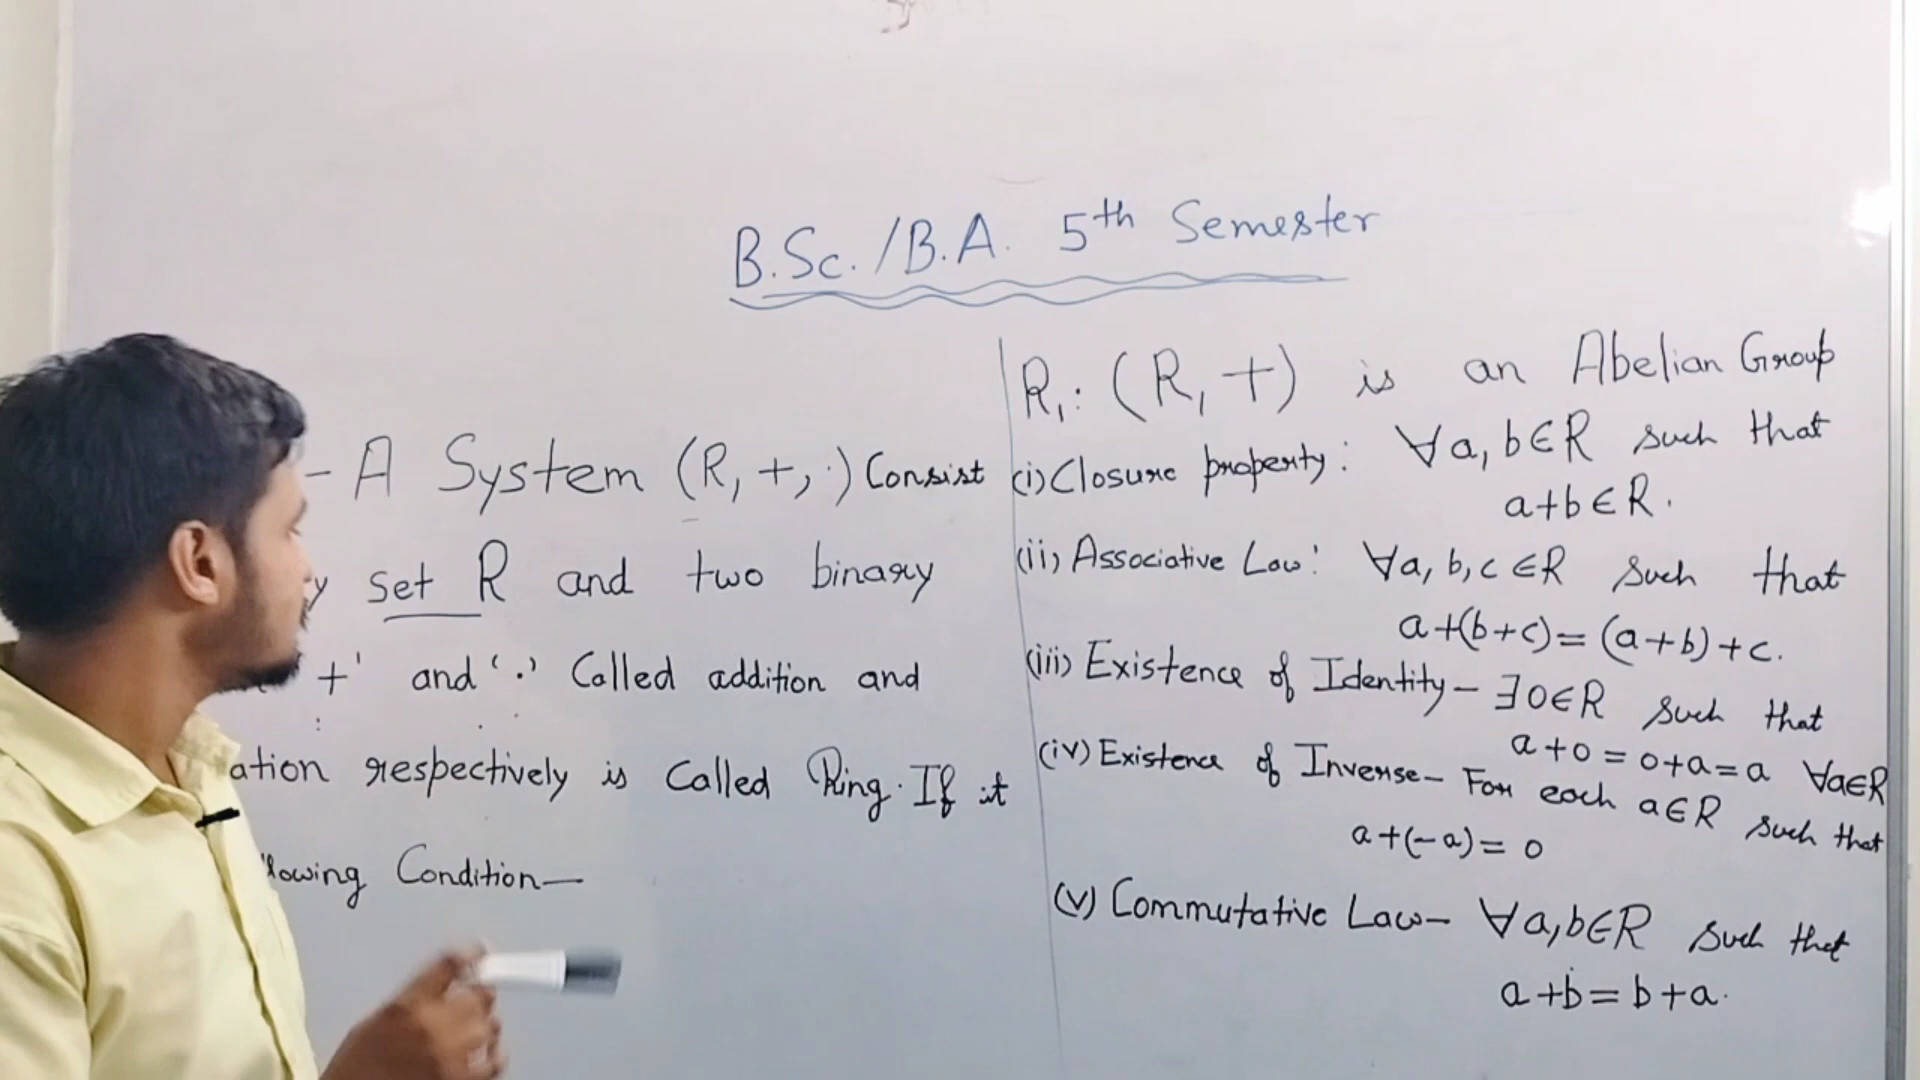 B.Sc./B.A. 5th Semester
- A System (R, +, ·) Consist
set R and two binary
+' and '·' Called addition and
ation respectively is Called Ring. If it
lowing Condition—
R₁: (R, +) is an Abelian Group
(i) Closure property: ∀a, b∈R such that
a+b∈R.
(ii) Associative Law: ∀a, b, c ∈R such that
a+(b+c)=(a+b)+c.
(iii) Existence of Identity – ∃0∈R such that
a+0=0+a=a ∀a∈R
(iv) Existence of Inverse – For each a∈R such that
a+(-a)=0
(v) Commutative Law – ∀a,b∈R such that
a+b=b+a.